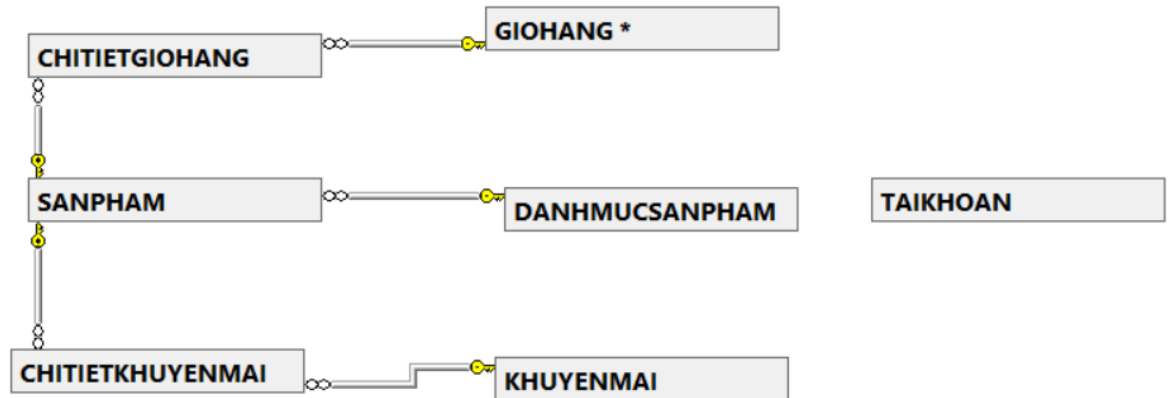 GIOHANG *
CHITIETGIOHANG
SANPHAM
DANHMUCSANPHAM
TAIKHOAN
CHITIETKHUYENMAI
KHUYENMAI